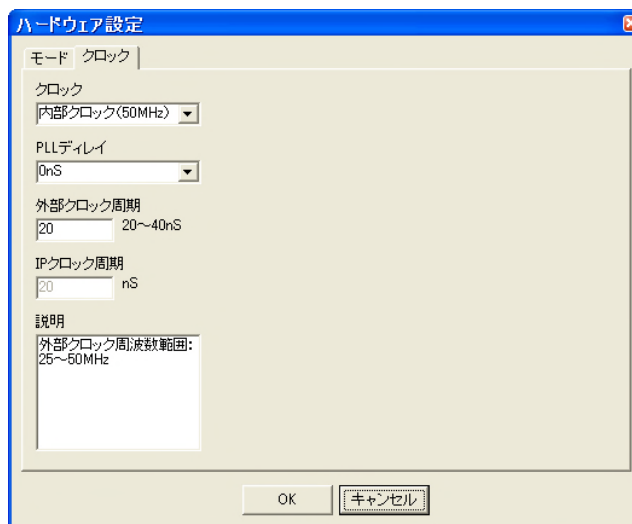 ハードウェア設定
モード クロック
クロック
内部クロック(50MHz)
PLLディレイ
0nS
外部クロック周期
20 20～40nS
IPクロック周期
20 nS
説明
外部クロック周波数範囲:
25～50MHz
OK キャンセル